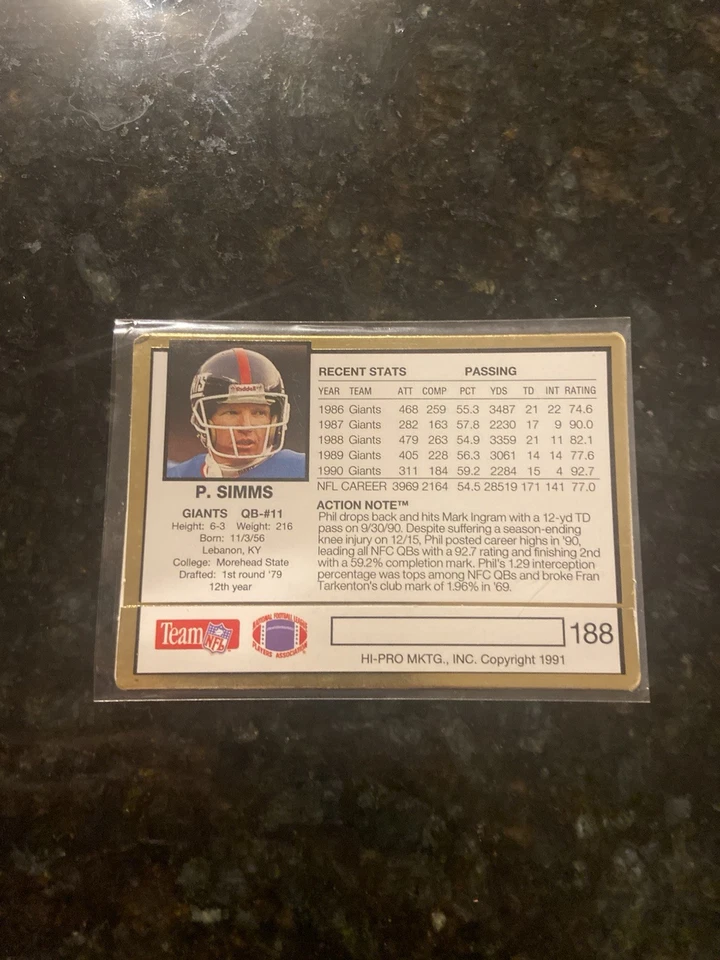 RECENT STATS PASSING
YEAR TEAM ATT COMP PCT YDS TD INT RATING
1986 Giants 468 259 55.3 3487 21 22 74.6
1987 Giants 282 163 57.8 2230 17 9 90.0
1988 Giants 479 263 54.9 3359 21 11 82.1
1989 Giants 405 228 56.3 3061 14 14 77.6
1990 Giants 311 184 59.2 2284 15 4 92.7
NFL CAREER 3969 2164 54.5 28519 171 141 77.0
Riddell
P. SIMMS
GIANTS QB-#11
Height: 6-3 Weight: 216
Born: 11/3/56
Lebanon, KY
College: Morehead State
Drafted: 1st round '79
12th year
ACTION NOTE™
Phil drops back and hits Mark Ingram with a 12-yd TD
pass on 9/30/90. Despite suffering a season-ending
knee injury on 12/15, Phil posted career highs in '90,
leading all NFC QBs with a 92.7 rating and finishing 2nd
with a 59.2% completion mark. Phil's 1.29 interception
percentage was tops among NFC QBs and broke Fran
Tarkenton's club mark of 1.96% in '69.
Team NFL
NATIONAL FOOTBALL LEAGUE
PLAYERS ASSOCIATION
188
HI-PRO MKTG., INC. Copyright 1991